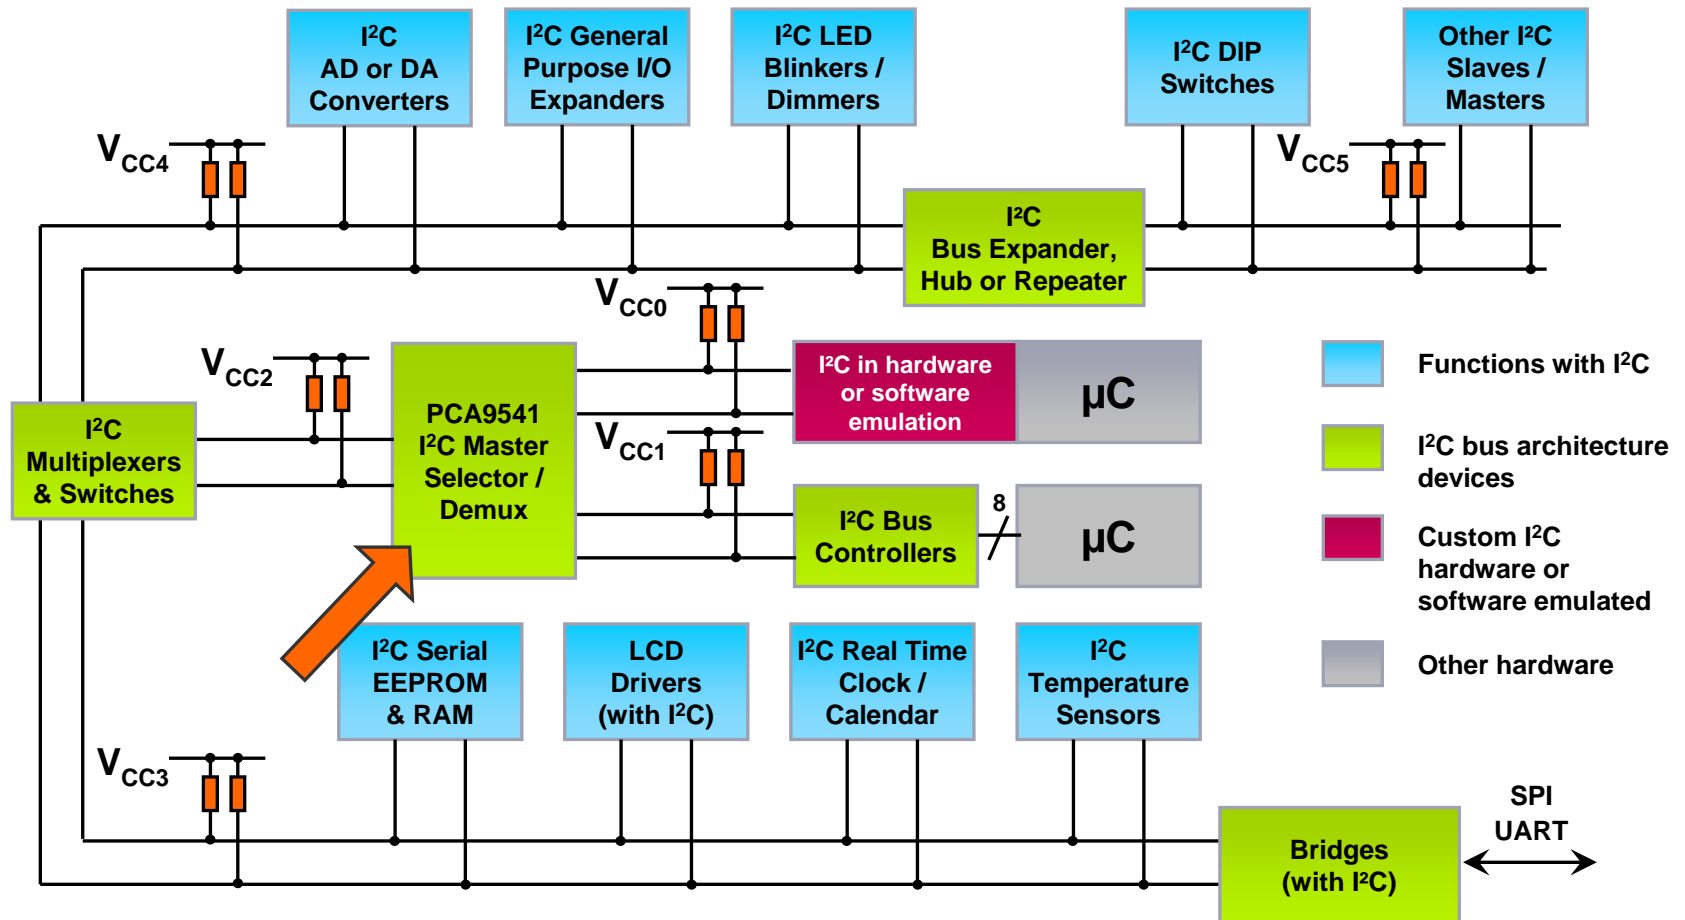 I²C
AD or DA
Converters
I²C General
Purpose I/O
Expanders
I²C LED
Blinkers /
Dimmers
I²C DIP
Switches
Other I²C
Slaves /
Masters
VCC4
VCC5
I²C
Bus Expander,
Hub or Repeater
VCC0
VCC2
I²C in hardware
or software
emulation
µC
Functions with I²C
I²C
Multiplexers
& Switches
PCA9541
I²C Master
Selector /
Demux
VCC1
I²C Bus
Controllers
8
µC
I²C bus architecture
devices
Custom I²C
hardware or
software emulated
Other hardware
I²C Serial
EEPROM
& RAM
LCD
Drivers
(with I²C)
I²C Real Time
Clock /
Calendar
I²C
Temperature
Sensors
VCC3
SPI
UART
Bridges
(with I²C)